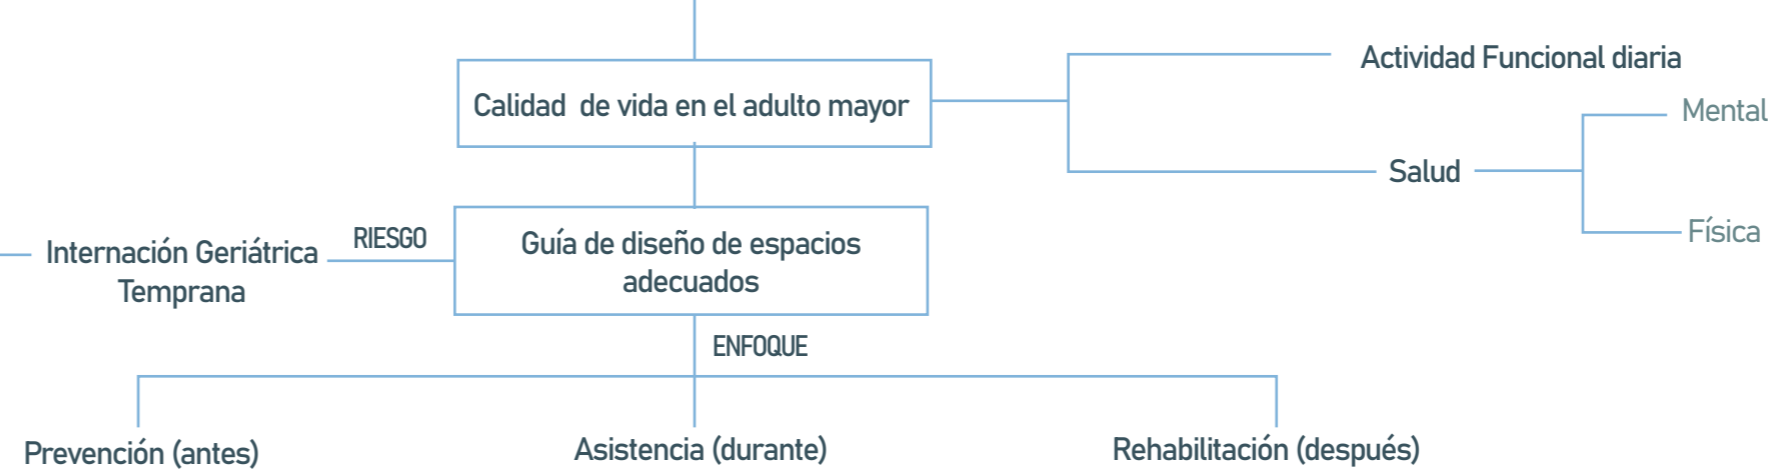 Actividad Funcional diaria
Calidad de vida en el adulto mayor
Mental
Salud
Física
RIESGO
Internación Geriátrica
Temprana
Guía de diseño de espacios
adecuados
ENFOQUE
Prevención (antes)
Asistencia (durante)
Rehabilitación (después)